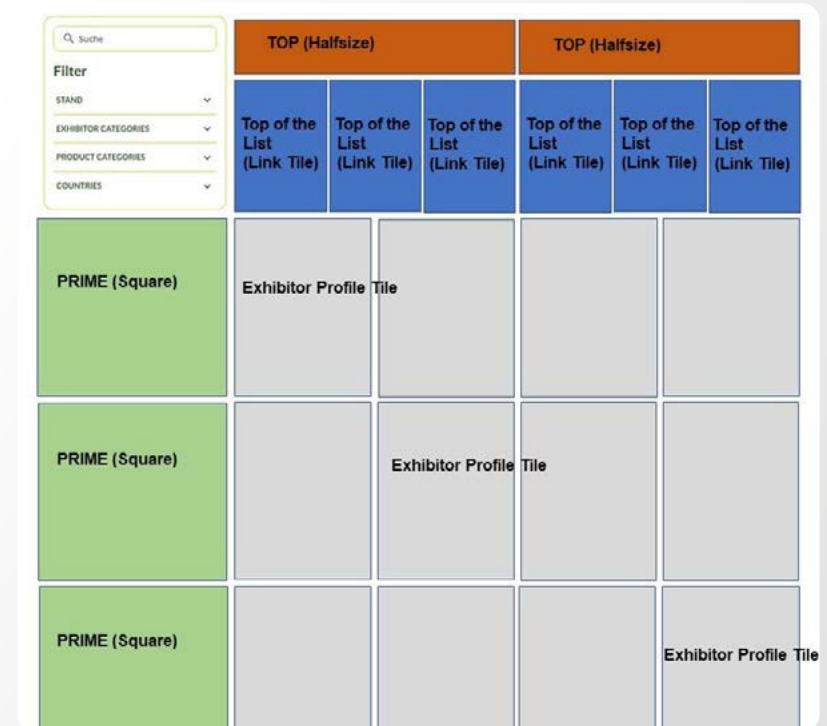 Suche
Filter
STAND
EXHIBITOR CATEGORIES
PRODUCT CATEGORIES
COUNTRIES
TOP (Halfsize)
TOP (Halfsize)
Top of the
List
(Link Tile)
Top of the
List
(Link Tile)
Top of the
List
(Link Tile)
Top of the
List
(Link Tile)
Top of the
List
(Link Tile)
Top of the
List
(Link Tile)
PRIME (Square)
Exhibitor Profile Tile
PRIME (Square)
Exhibitor Profile Tile
PRIME (Square)
Exhibitor Profile Tile